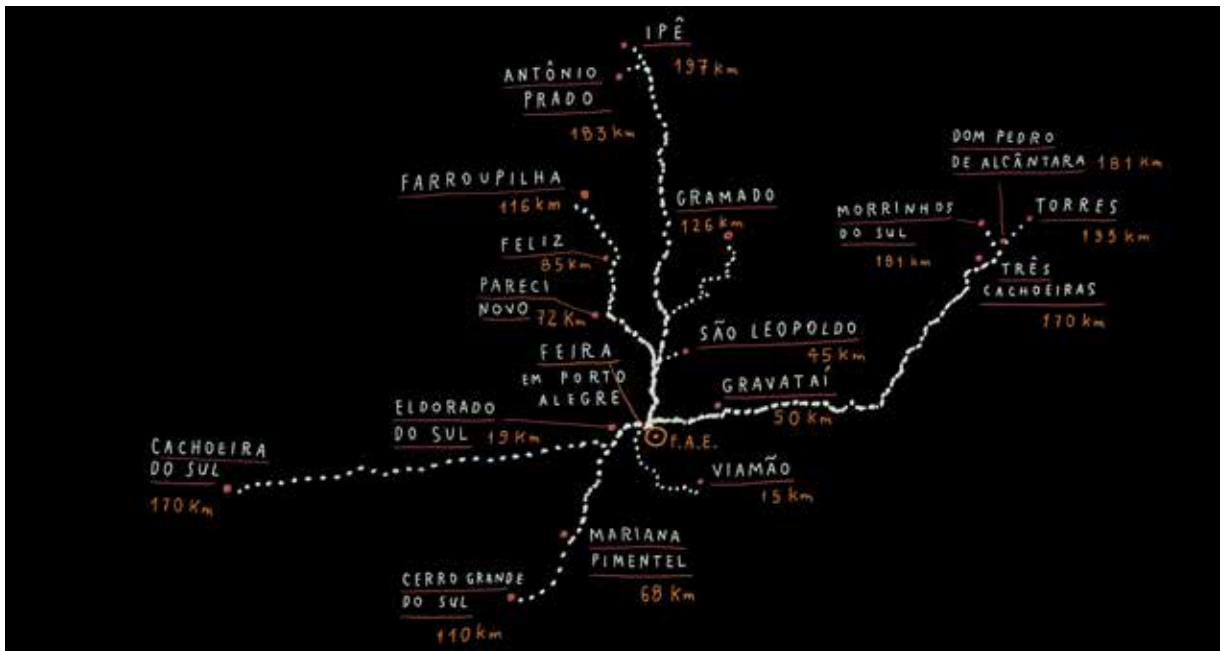 IPÊ
197 km
ANTÔNIO
PRADO
183 km
DOM PEDRO
DE ALCÂNTARA 181 km
FARROUPILHA
116 km
GRAMADO
126 km
MORRINHOS
DO SUL
181 km
TORRES
195 km
FELIZ
85 km
TRÊS
CACHOEIRAS
170 km
PARECI
NOVO 72 Km
SÃO LEOPOLDO
45 km
FEIRA
EM PORTO
ALEGRE
GRAVATAÍ
50 km
ELDORADO
DO SUL 19 Km
P.A.E.
CACHOEIRA
DO SUL
170 Km
VIAMÃO
15 km
MARIANA
PIMENTEL
68 Km
CERRO GRANDE
DO SUL
110 km